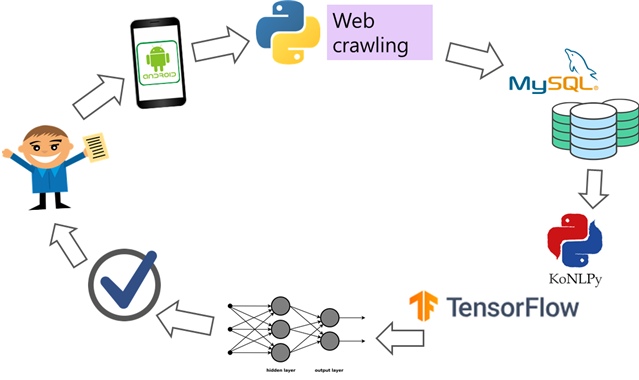 ANDROID
Web
crawling
MySQL®
KoNLPy
TensorFlow
hidden layer
output layer